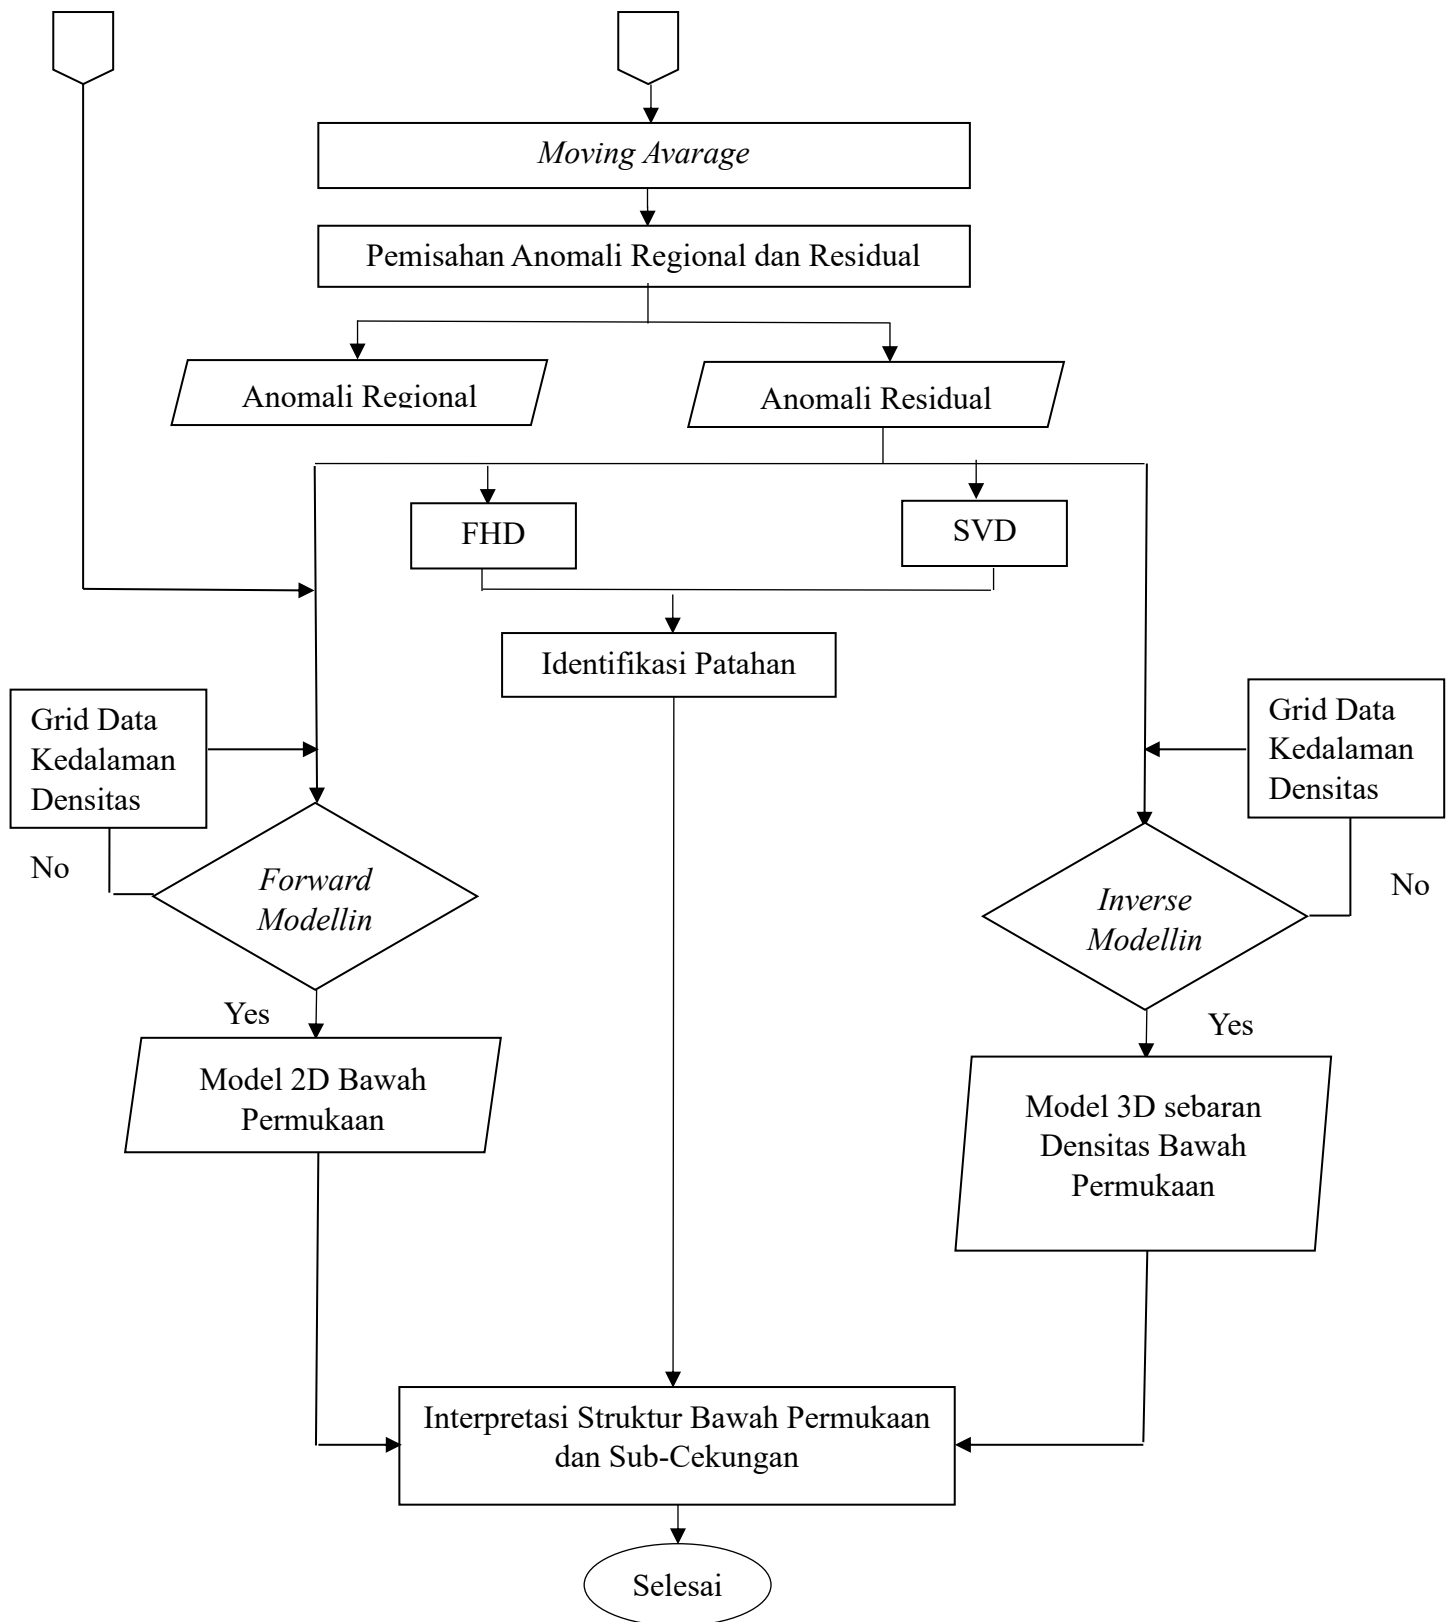 Moving Avarage
Pemisahan Anomali Regional dan Residual
Anomali Regional
Anomali Residual
FHD
SVD
Identifikasi Patahan
Grid Data
Kedalaman
Densitas
Grid Data
Kedalaman
Densitas
No
Forward
Modellin
Inverse
Modellin
No
Yes
Yes
Model 2D Bawah
Permukaan
Model 3D sebaran
Densitas Bawah
Permukaan
Interpretasi Struktur Bawah Permukaan
dan Sub-Cekungan
Selesai